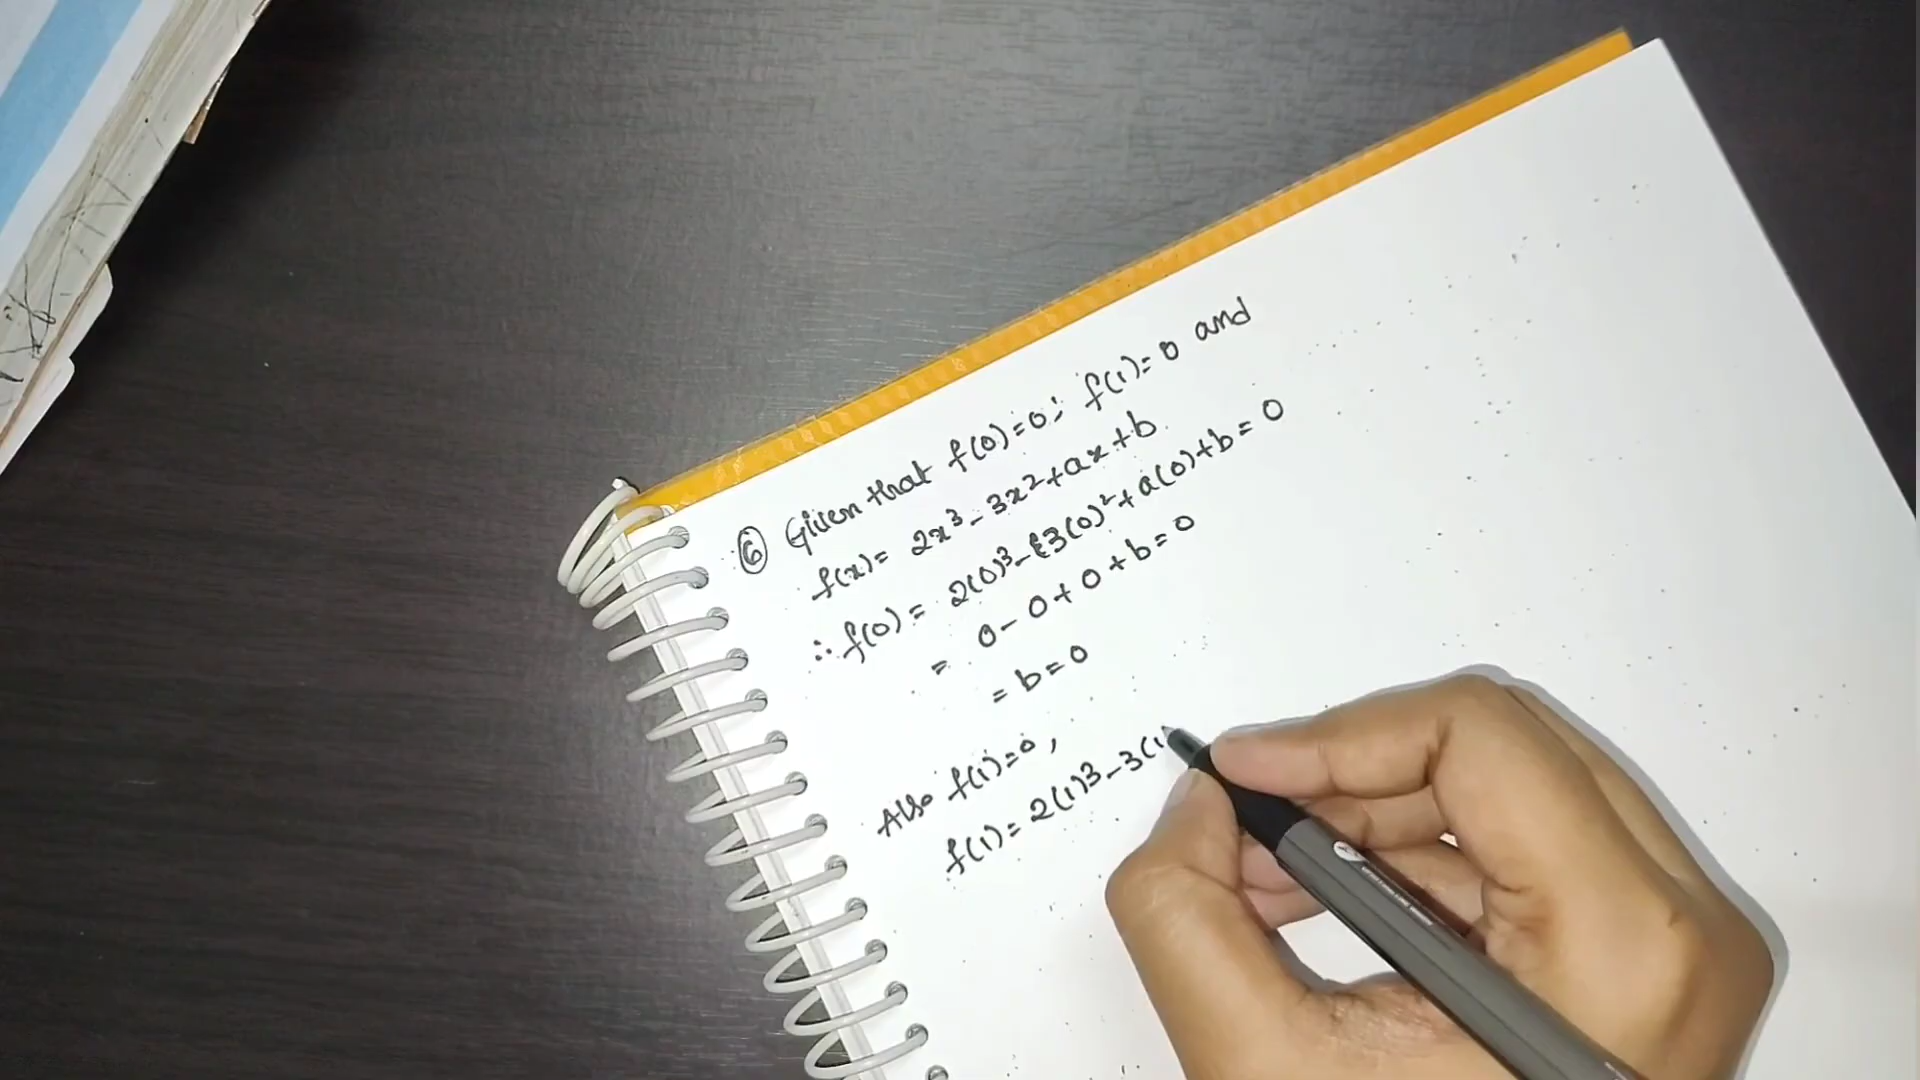 ⑥ Given that f(0)=0; f(1)=0 and
f(x)= 2x³- 3x²+ax+b.
∴ f(0)= 2(0)³-3(0)²+a(0)+b=0
= 0-0+0+b=0
= b=0
Also f(1)=0,
f(1)=2(1)³-3(1